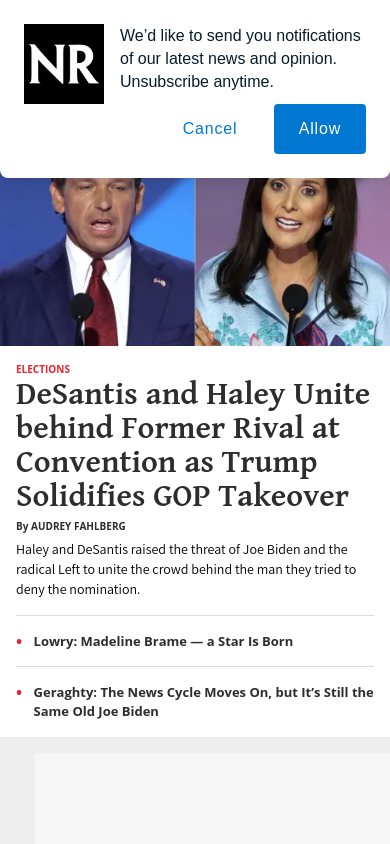 NR
We’d like to send you notifications
of our latest news and opinion.
Unsubscribe anytime.
Cancel
Allow
ELECTIONS
DeSantis and Haley Unite
behind Former Rival at
Convention as Trump
Solidifies GOP Takeover
By AUDREY FAHLBERG
Haley and DeSantis raised the threat of Joe Biden and the
radical Left to unite the crowd behind the man they tried to
deny the nomination.
• Lowry: Madeline Brame — a Star Is Born
• Geraghty: The News Cycle Moves On, but It’s Still the
Same Old Joe Biden